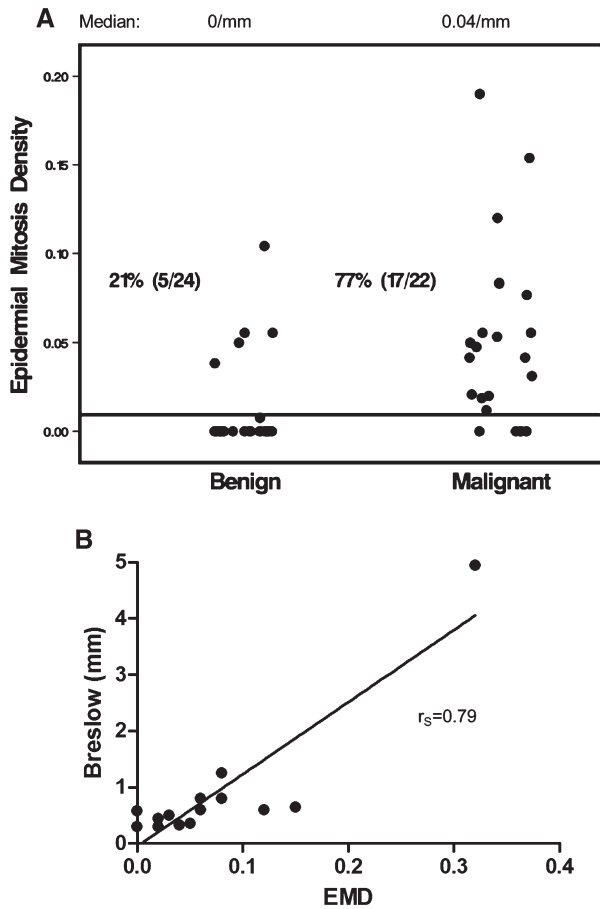 A Median: 0/mm 0.04/mm
Epidermial Mitosis Density
0.20
0.15
0.10
0.05
0.00
21% (5/24) 77% (17/22)
Benign Malignant
B
Breslow (mm)
5
4
3
2
1
0
r_S=0.79
0.0 0.1 0.2 0.3 0.4
EMD